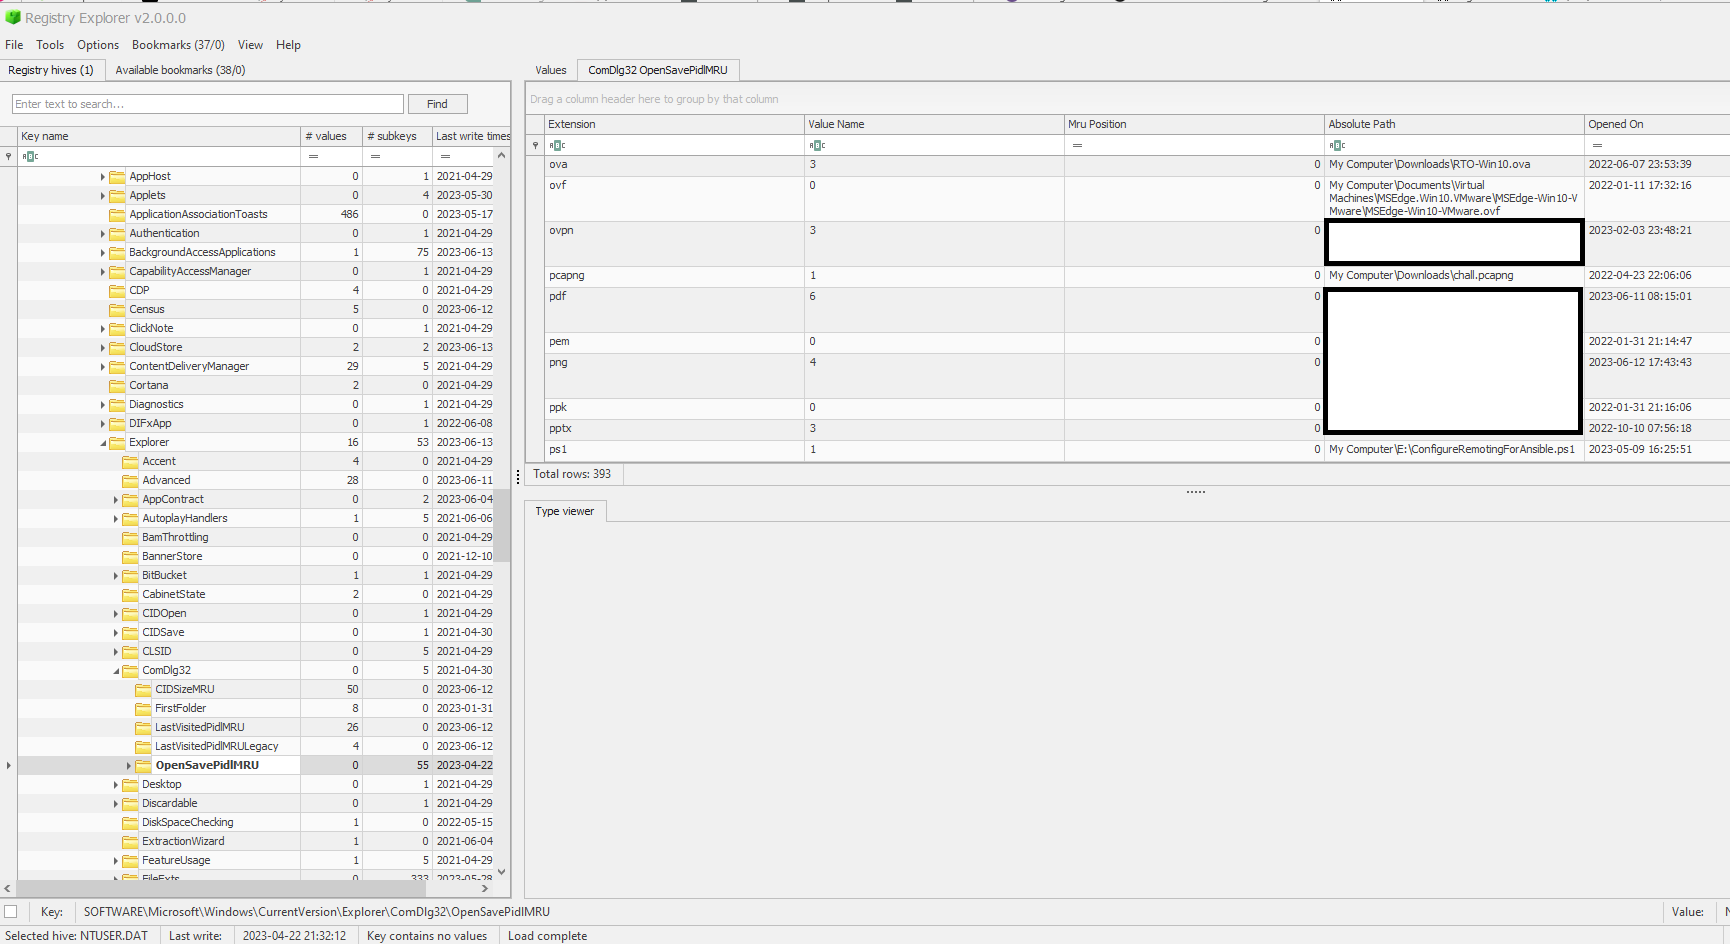 Registry Explorer v2.0.0.0
File Tools Options Bookmarks (37/0) View Help
Registry hives (1) Available bookmarks (38/0)
Enter text to search... Find
Key name # values # subkeys Last write times
= = =
AppHost 0 1 2021-04-29
Applets 0 4 2023-05-30
ApplicationAssociationToasts 486 0 2023-05-17
Authentication 0 1 2021-04-29
BackgroundAccessApplications 1 75 2023-06-13
CapabilityAccessManager 0 1 2021-04-29
CDP 4 0 2021-04-29
Census 5 0 2023-06-12
ClickNote 0 1 2021-04-29
CloudStore 2 2 2023-06-13
ContentDeliveryManager 29 5 2021-04-29
Cortana 2 0 2021-04-29
Diagnostics 0 1 2021-04-29
DIFxApp 0 1 2022-06-08
Explorer 16 53 2023-06-13
Accent 4 0 2021-04-29
Advanced 28 0 2023-06-11
AppContract 0 2 2023-06-04
AutoplayHandlers 1 5 2021-06-06
BamThrottling 0 0 2021-04-29
BannerStore 0 0 2021-12-10
BitBucket 1 1 2021-04-29
CabinetState 2 0 2021-04-29
CIDOpen 0 1 2021-04-29
CIDSave 0 1 2021-04-30
CLSID 0 5 2021-04-29
ComDlg32 0 5 2021-04-30
CIDSizeMRU 50 0 2023-06-12
FirstFolder 8 0 2023-01-31
LastVisitedPidlMRU 26 0 2023-06-12
LastVisitedPidlMRULegacy 4 0 2023-06-12
OpenSavePidlMRU 0 55 2023-04-22
Desktop 0 1 2021-04-29
Discardable 0 1 2021-04-29
DiskSpaceChecking 1 0 2022-05-15
ExtractionWizard 1 0 2021-06-04
FeatureUsage 1 5 2021-04-29
FileExts 0 333 2023-05-28
Values ComDlg32 OpenSavePidlMRU
Drag a column header here to group by that column
Extension Value Name Mru Position Absolute Path Opened On
= =
ova 3 0 My Computer\Downloads\RTO-Win10.ova 2022-06-07 23:53:39
ovf 0 0 My Computer\Documents\Virtual 2022-01-11 17:32:16
Machines\MSEdge.Win10.VMware\MSEdge-Win10-V
Mware\MSEdge-Win10-VMware.ovf
ovpn 3 0 2023-02-03 23:48:21
pcapng 1 0 My Computer\Downloads\chall.pcapng 2022-04-23 22:06:06
pdf 6 0 2023-06-11 08:15:01
pem 0 0 2022-01-31 21:14:47
png 4 0 2023-06-12 17:43:43
ppk 0 0 2022-01-31 21:16:06
pptx 3 0 2022-10-10 07:56:18
ps1 1 0 My Computer\E:\ConfigureRemotingForAnsible.ps1 2023-05-09 16:25:51
Total rows: 393
Type viewer
Key: SOFTWARE\Microsoft\Windows\CurrentVersion\Explorer\ComDlg32\OpenSavePidlMRU Value:
Selected hive: NTUSER.DAT Last write: 2023-04-22 21:32:12 Key contains no values Load complete